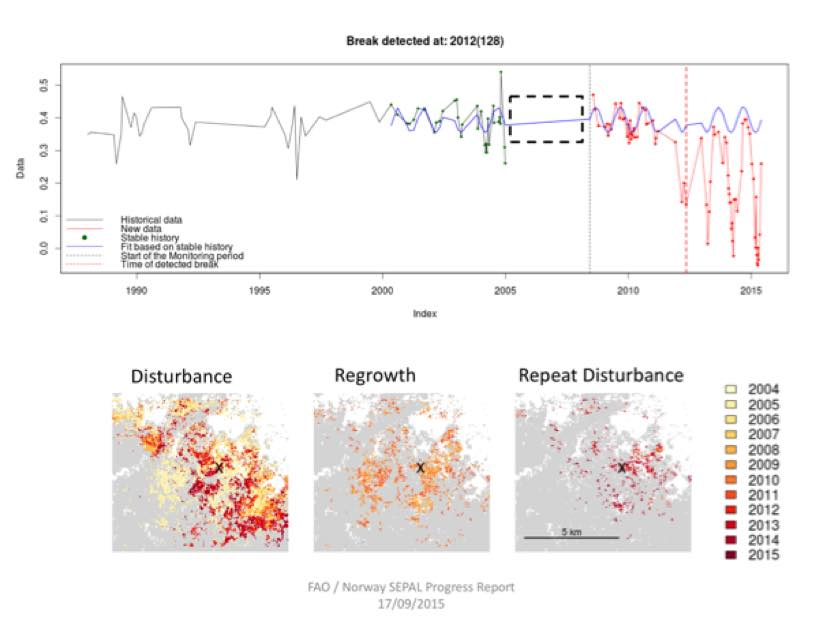 Break detected at: 2012(128)
Data
0.5
0.4
0.3
0.2
0.1
0.0
Historical data
New data
Stable history
Fit based on stable history
Start of the Monitoring period
Time of detected break
1990 1995 2000 2005 2010 2015
Index
Disturbance Regrowth Repeat Disturbance
X X X
5 km
2004
2005
2006
2007
2008
2009
2010
2011
2012
2013
2014
2015
FAO / Norway SEPAL Progress Report
17/09/2015